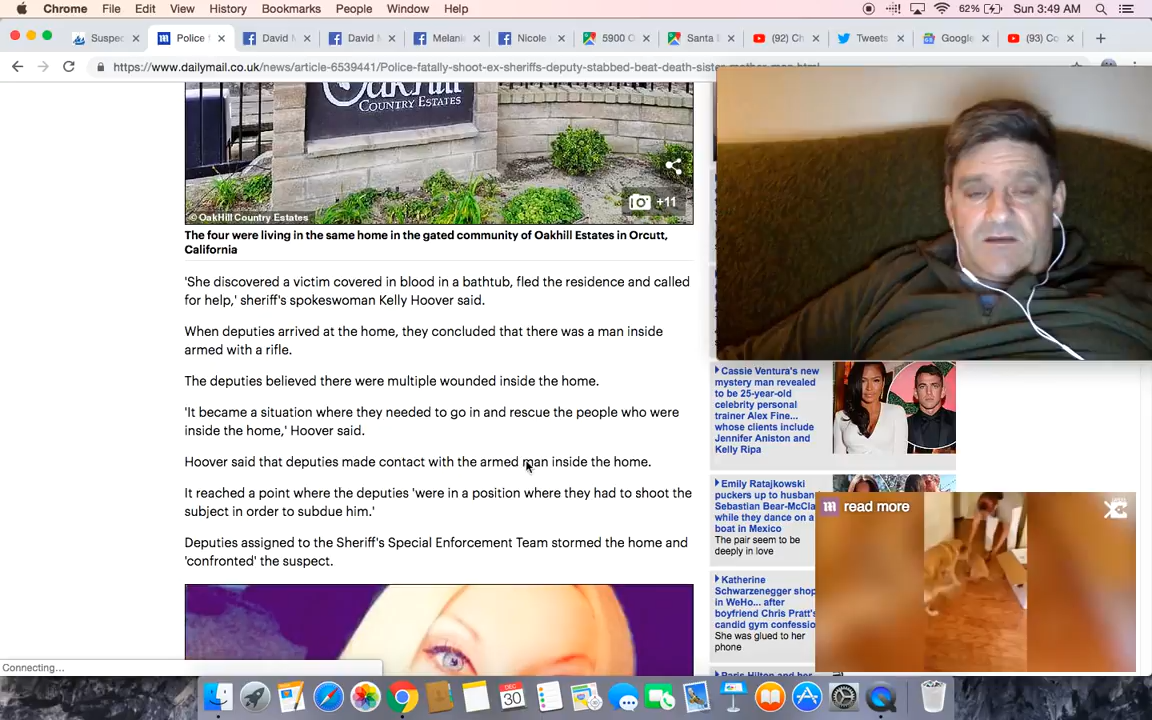 Chrome File Edit View History Bookmarks People Window Help 62% Sun 3:49 AM
Suspec × Police × David × David × Melani × Nicole × 5900 × Santa × (92) Ch × Tweets × Google × (93) Co ×
https://www.dailymail.co.uk/news/article-6539441/Police-fatally-shoot-ex-sheriffs-deputy-stabbed-beat-death-sister-mother-man.html
Oakhill
COUNTRY ESTATES
© OakHill Country Estates
+11
The four were living in the same home in the gated community of Oakhill Estates in Orcutt,
California
'She discovered a victim covered in blood in a bathtub, fled the residence and called
for help,' sheriff's spokeswoman Kelly Hoover said.
When deputies arrived at the home, they concluded that there was a man inside
armed with a rifle.
The deputies believed there were multiple wounded inside the home.
'It became a situation where they needed to go in and rescue the people who were
inside the home,' Hoover said.
Hoover said that deputies made contact with the armed man inside the home.
It reached a point where the deputies 'were in a position where they had to shoot the
subject in order to subdue him.'
Deputies assigned to the Sheriff's Special Enforcement Team stormed the home and
'confronted' the suspect.
Cassie Ventura's new
mystery man revealed
to be 25-year-old
celebrity personal
trainer Alex Fine...
whose clients include
Jennifer Aniston and
Kelly Ripa
Emily Ratajkowski
puckers up to husban
Sebastian Bear-McCla
while they dance on a
boat in Mexico
The pair seem to be
deeply in love
Katherine
Schwarzenegger shop
in WeHo... after
boyfriend Chris Pratt's
candid gym confessio
She was glued to her
phone
Paris Hilton and her
read more
Connecting...
DEC
30